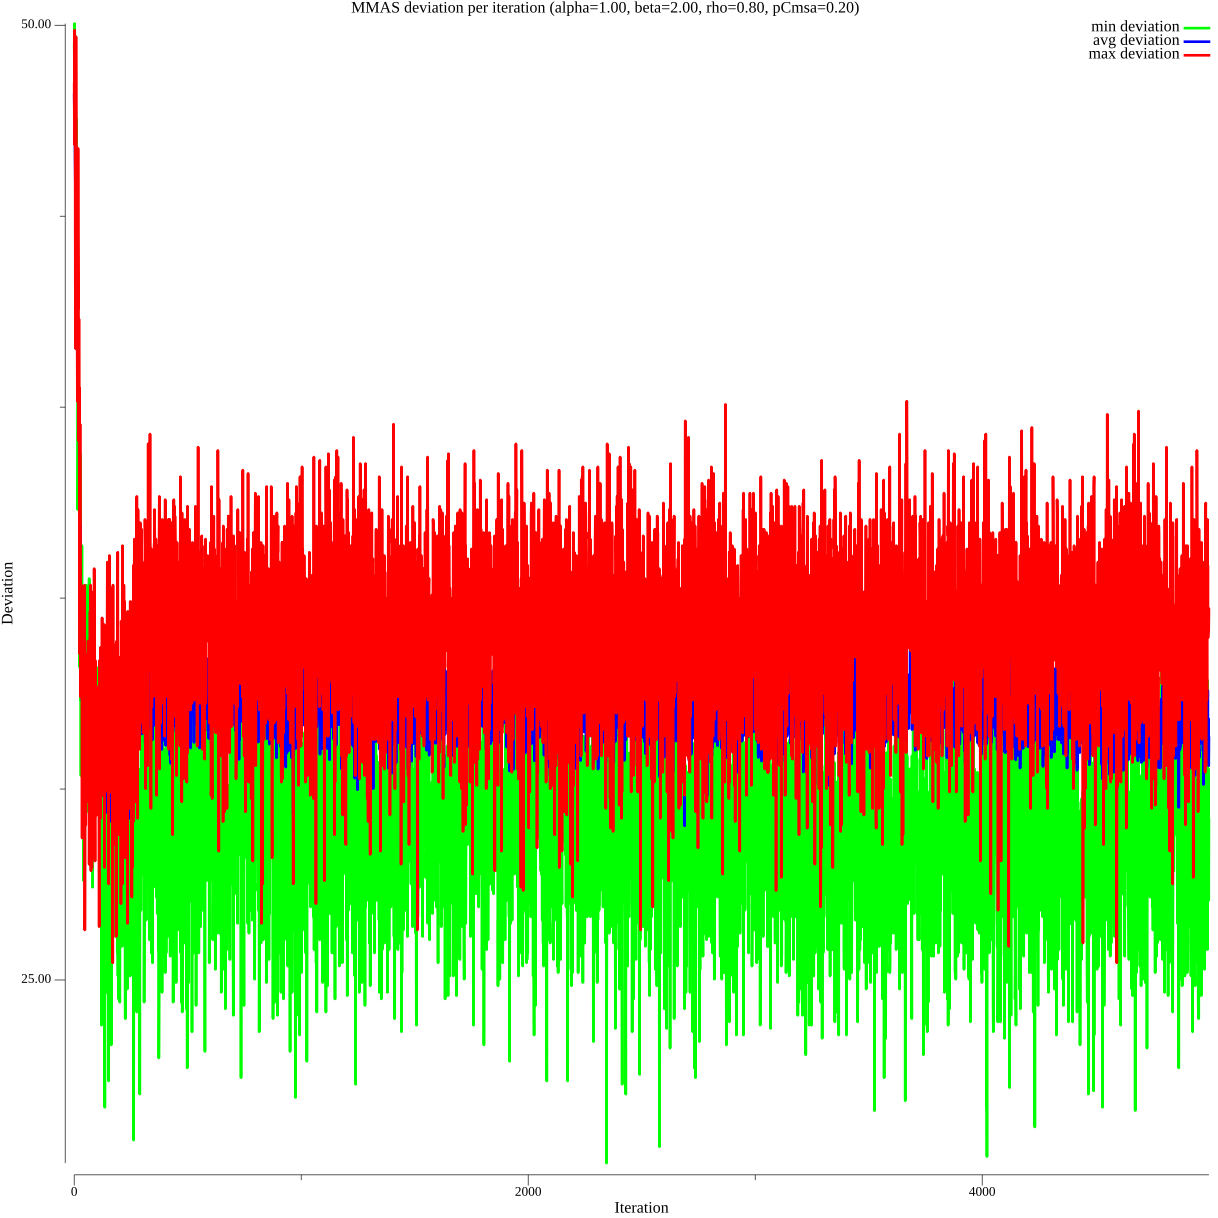 MMAS deviation per iteration (alpha=1.00, beta=2.00, rho=0.80, pCmsa=0.20)
50.00
min deviation
avg deviation
max deviation
Deviation
25.00
0
2000
4000
Iteration